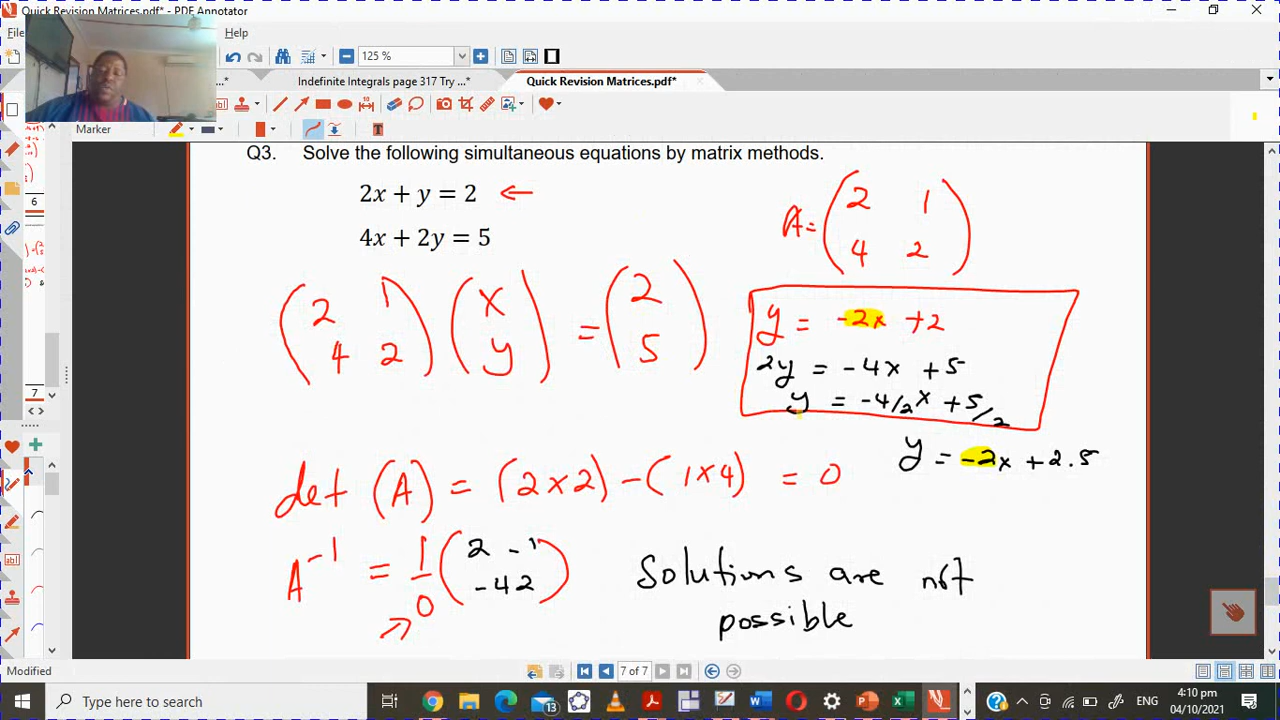 Quick Revision Matrices.pdf* - PDF Annotator
Help
125 %
..*
Indefinite Integrals page 317 Try ...*
Quick Revision Matrices.pdf*
Marker
Q3. Solve the following simultaneous equations by matrix methods.
2x + y = 2 ←
4x + 2y = 5
A = ( 2 1
4 2 )
( 2 1
4 2 ) ( x
y ) = ( 2
5 )
y = -2x + 2
2y = -4x + 5
y = -4/2 x + 5/2
y = -2x + 2.5
det (A) = (2×2) - (1×4) = 0
A⁻¹ = 1/0 ( 2 -1
-4 2 )
Solutions are not
possible
6
7
Modified
7 of 7
Type here to search
13
ENG
4:10 pm
04/10/2021